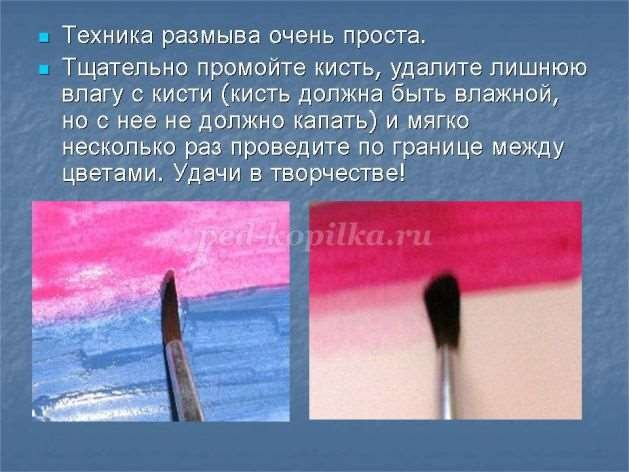 Техника размыва очень проста.
Тщательно промойте кисть, удалите лишнюю
влагу с кисти (кисть должна быть влажной,
но с нее не должно капать) и мягко
несколько раз проведите по границе между
цветами. Удачи в творчестве!
ped-kopilka.ru